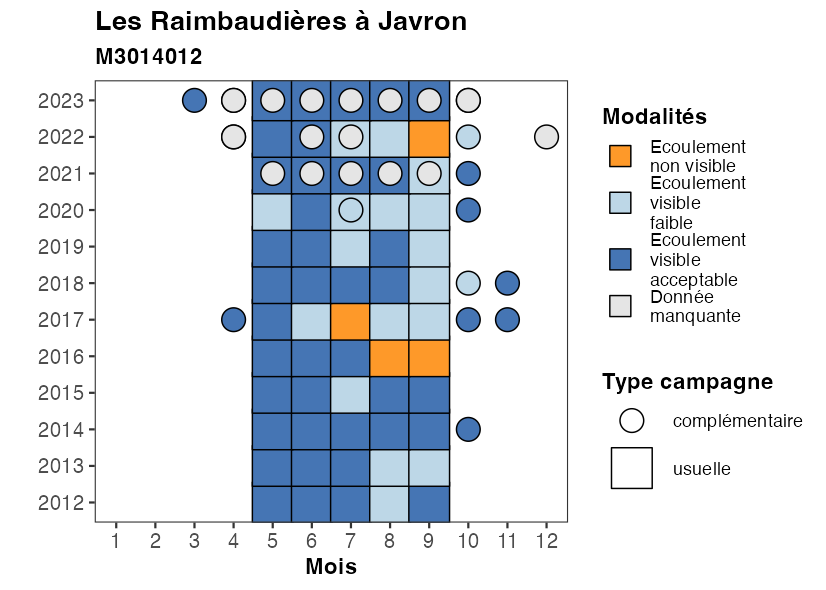 Les Raimbaudières à Javron
M3014012
2023
2022
2021
2020
2019
2018
2017
2016
2015
2014
2013
2012
1 2 3 4 5 6 7 8 9 10 11 12
Mois
Modalités
Ecoulement
non visible
Ecoulement
visible
faible
Ecoulement
visible
acceptable
Donnée
manquante
Type campagne
complémentaire
usuelle